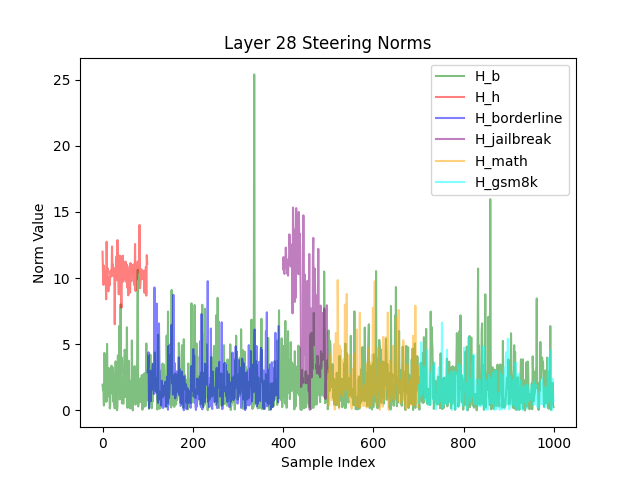 Layer 28 Steering Norms
H_b
H_h
H_borderline
H_jailbreak
H_math
H_gsm8k
Norm Value
25
20
15
10
5
0
0
200
400
600
800
1000
Sample Index